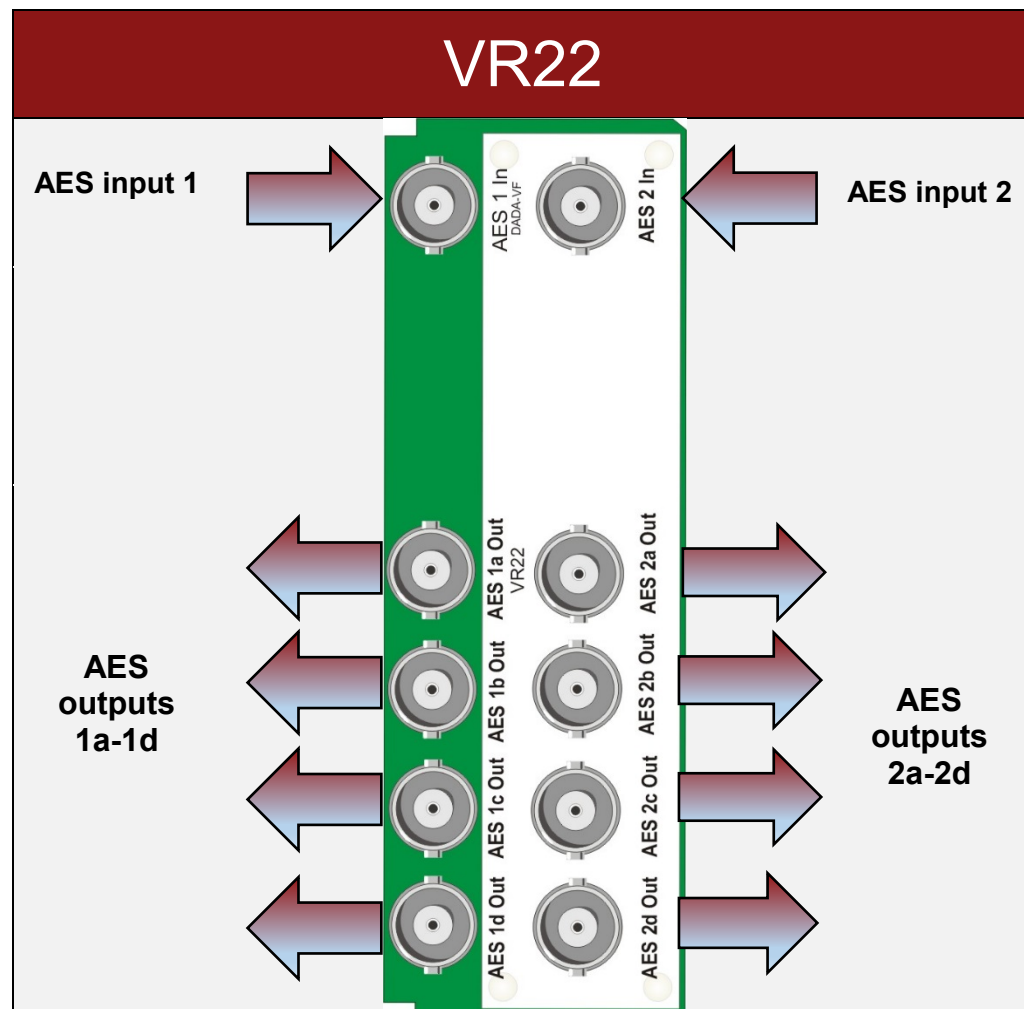 VR22
AES input 1
AES 1 In
DADA-VF
AES 2 In
AES input 2
AES 1a Out
VR22
AES 2a Out
AES 1b Out
AES 2b Out
AES
outputs
1a-1d
AES
outputs
2a-2d
AES 1c Out
AES 2c Out
AES 1d Out
AES 2d Out